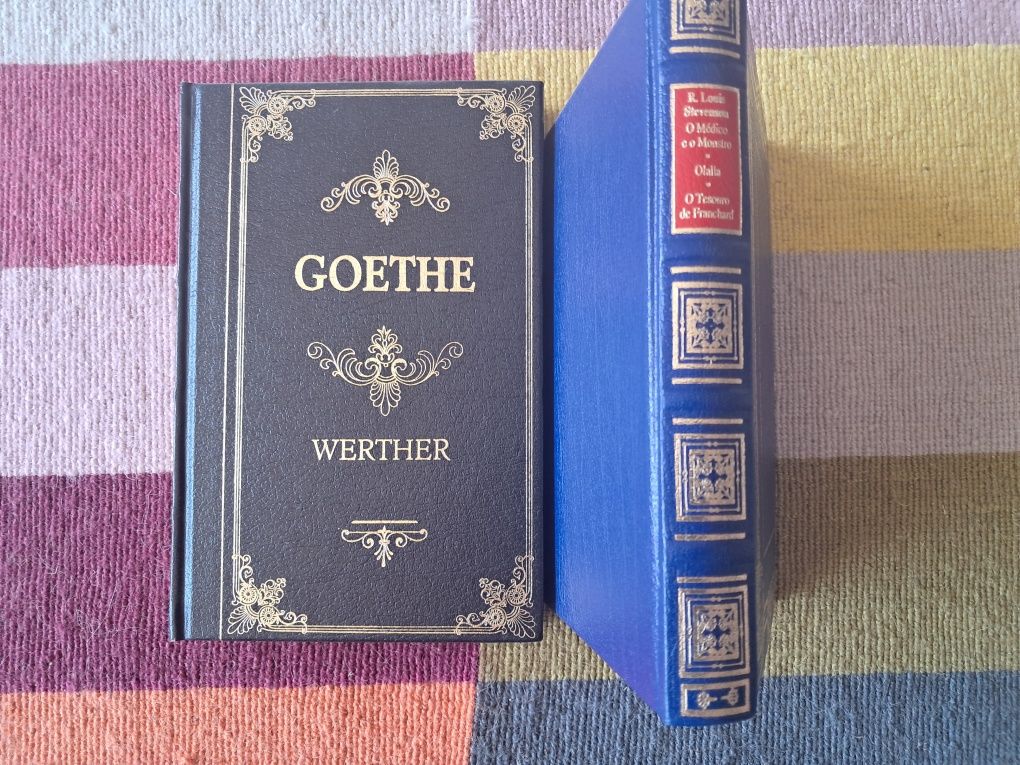 GOETHE
WERTHER
R. Louis
Stevenson
O Médico
e o Monstro
Olalla
O Tesouro
de Franchard